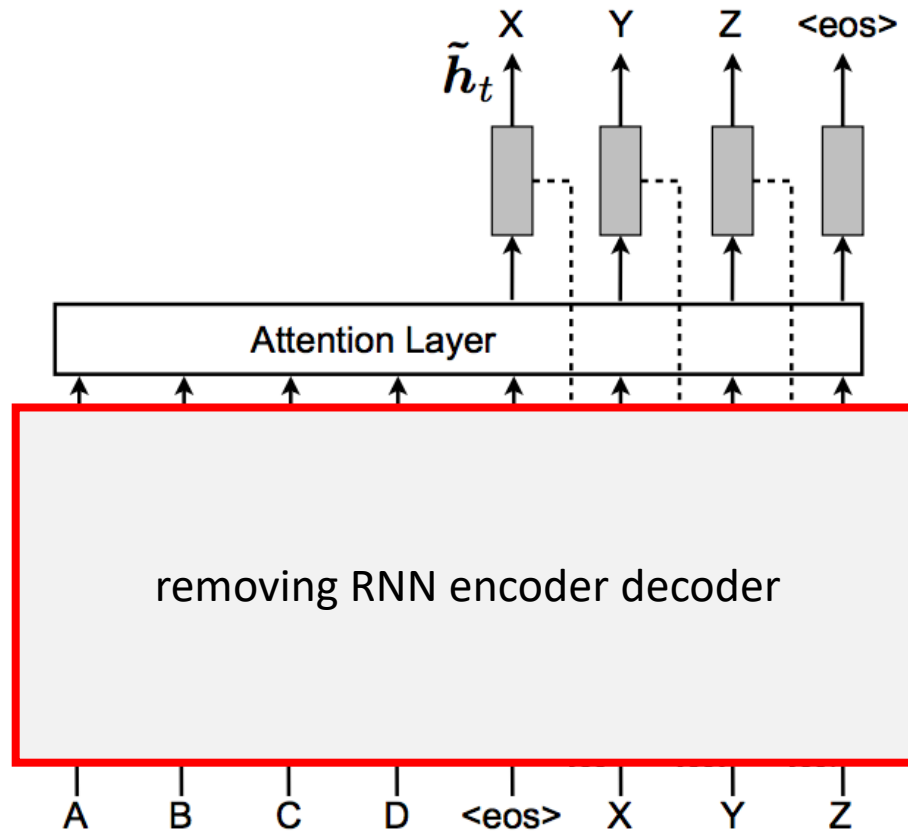 X Y Z <eos>
h̃ₜ
Attention Layer
removing RNN encoder decoder
A B C D <eos> X Y Z